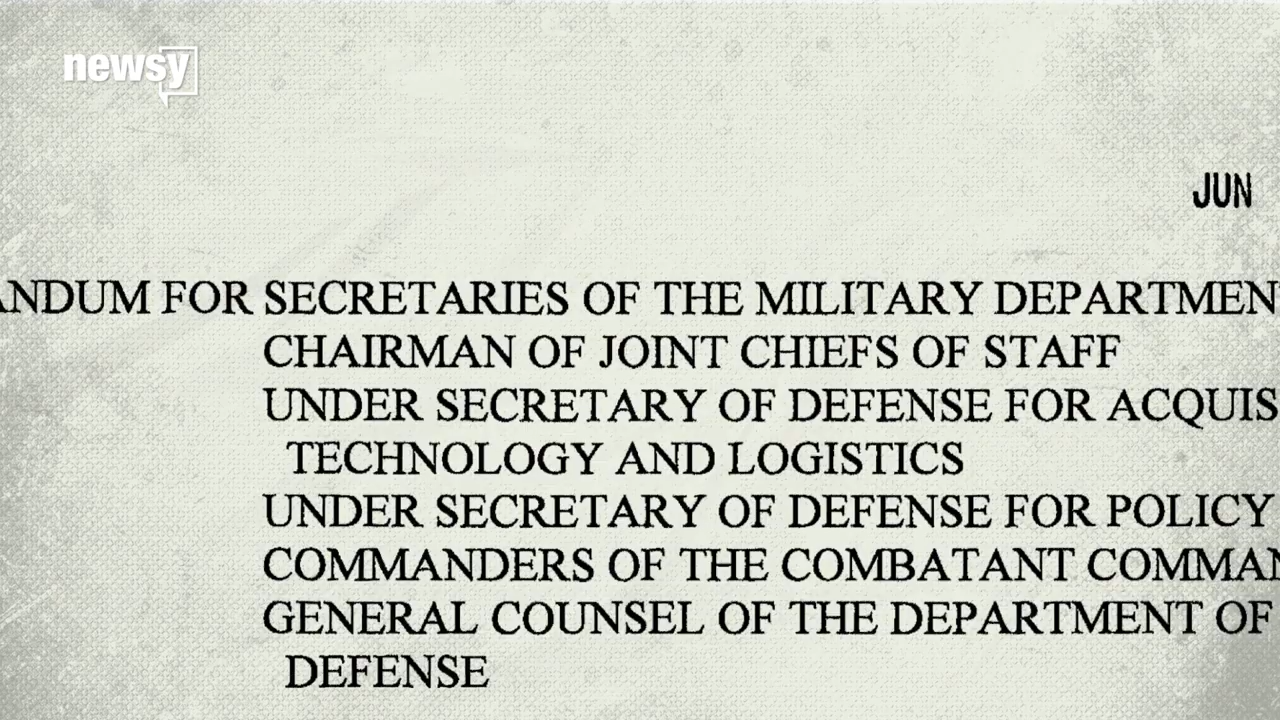 newsy
JUN
ANDUM FOR SECRETARIES OF THE MILITARY DEPARTMEN
CHAIRMAN OF JOINT CHIEFS OF STAFF
UNDER SECRETARY OF DEFENSE FOR ACQUIS
TECHNOLOGY AND LOGISTICS
UNDER SECRETARY OF DEFENSE FOR POLICY
COMMANDERS OF THE COMBATANT COMMAN
GENERAL COUNSEL OF THE DEPARTMENT OF
DEFENSE